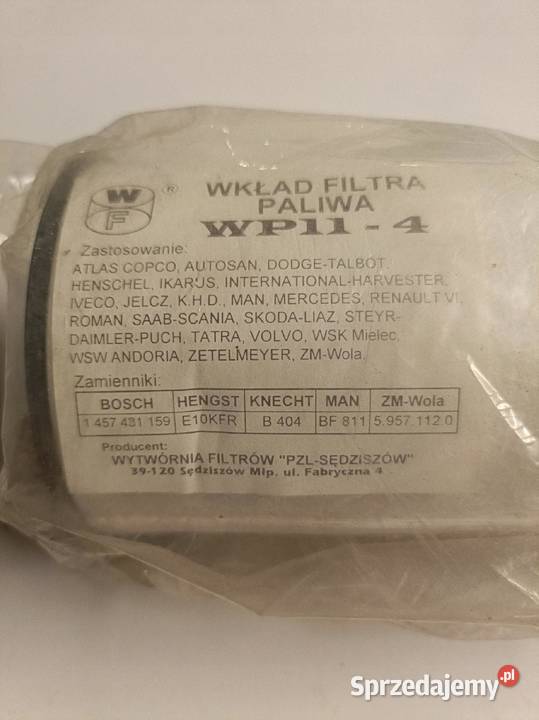 W
F
®
WKŁAD FILTRA
PALIWA
WP11-4
Zastosowanie:
ATLAS COPCO, AUTOSAN, DODGE-TALBOT,
HENSCHEL, IKARUS, INTERNATIONAL-HARVESTER,
IVECO, JELCZ, K.H.D., MAN, MERCEDES, RENAULT VI,
ROMAN, SAAB-SCANIA, SKODA-LIAZ, STEYR-
DAIMLER-PUCH, TATRA, VOLVO, WSK Mielec,
WSW ANDORIA, ZETELMEYER, ZM-Wola.
Zamienniki:
BOSCH HENGST KNECHT MAN ZM-Wola
1 457 431 159 E10KFR B 404 BF 811 5.957.112.0
Producent:
WYTWÓRNIA FILTRÓW "PZL-SĘDZISZÓW"
39-120 Sędziszów Młp. ul. Fabryczna 4
Sprzedajemy.pl